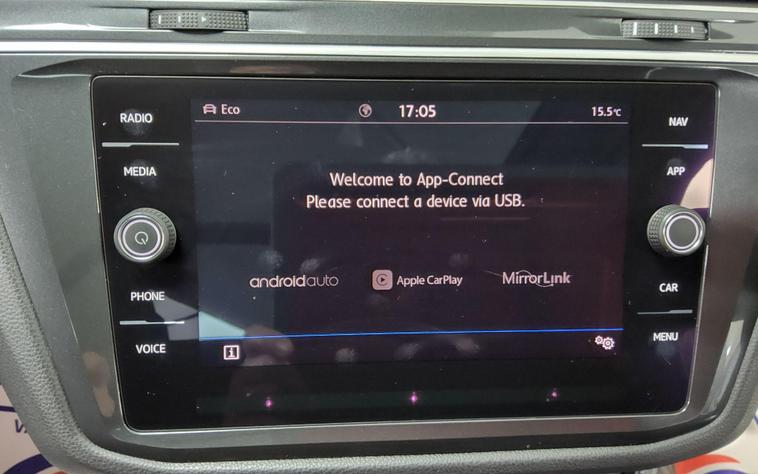 RADIO
MEDIA
PHONE
VOICE
Eco
17:05
15.5°C
Welcome to App-Connect
Please connect a device via USB.
androidauto
Apple CarPlay
MirrorLink
i
NAV
APP
CAR
MENU